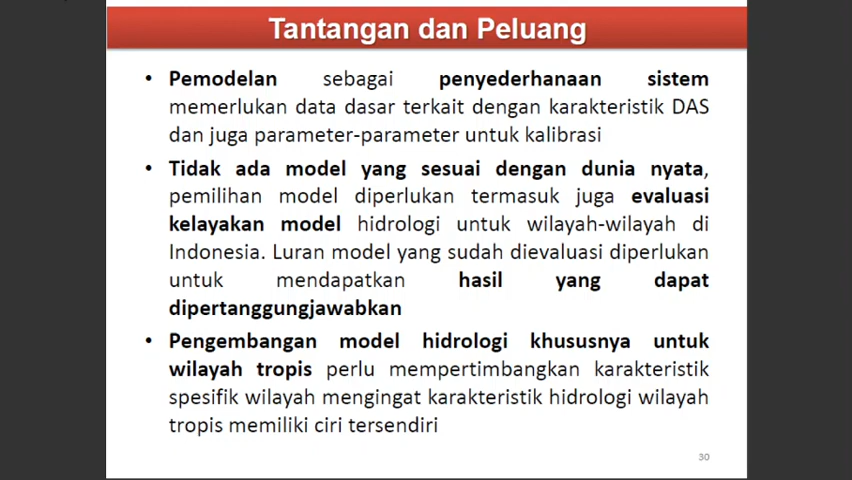 Tantangan dan Peluang
• Pemodelan sebagai penyederhanaan sistem
memerlukan data dasar terkait dengan karakteristik DAS
dan juga parameter-parameter untuk kalibrasi
• Tidak ada model yang sesuai dengan dunia nyata,
pemilihan model diperlukan termasuk juga evaluasi
kelayakan model hidrologi untuk wilayah-wilayah di
Indonesia. Luran model yang sudah dievaluasi diperlukan
untuk mendapatkan hasil yang dapat
dipertanggungjawabkan
• Pengembangan model hidrologi khususnya untuk
wilayah tropis perlu mempertimbangkan karakteristik
spesifik wilayah mengingat karakteristik hidrologi wilayah
tropis memiliki ciri tersendiri
30